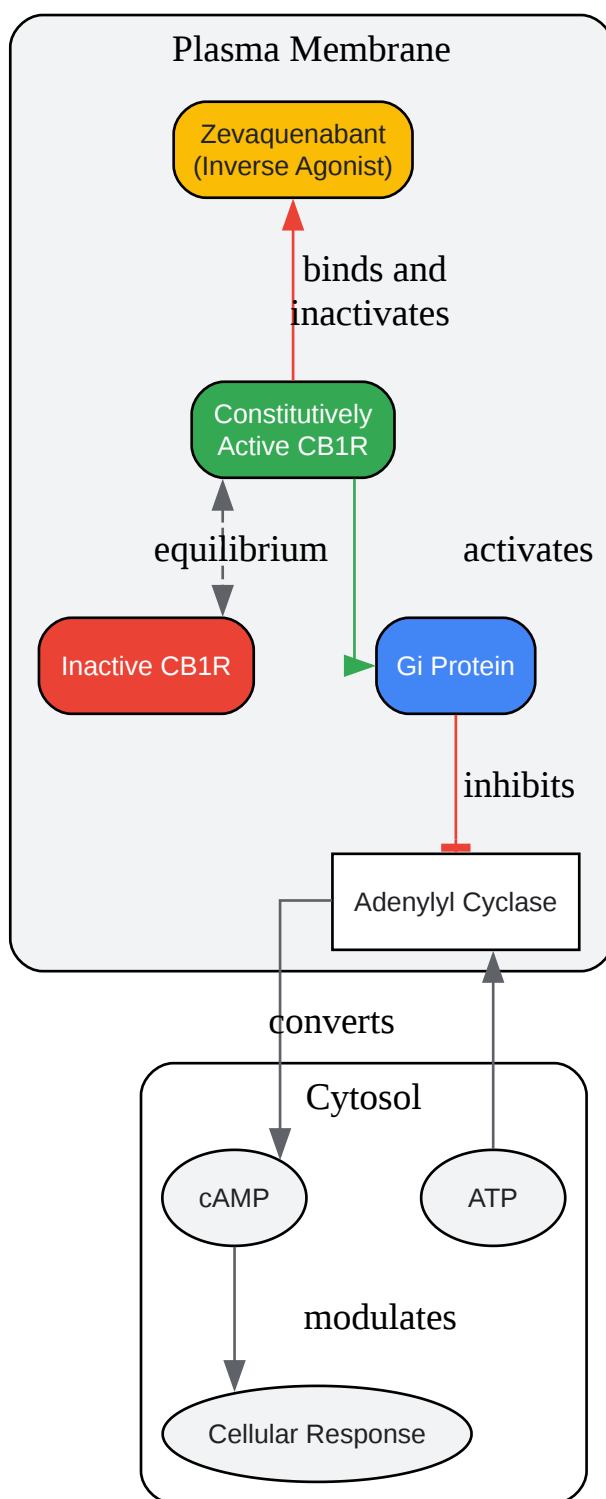 Plasma Membrane
Zevaquenabant
(Inverse Agonist)
binds and
inactivates
Constitutively
Active CB1R
equilibrium
activates
Inactive CB1R
Gi Protein
inhibits
Adenylyl Cyclase
converts
Cytosol
cAMP
ATP
modulates
Cellular Response